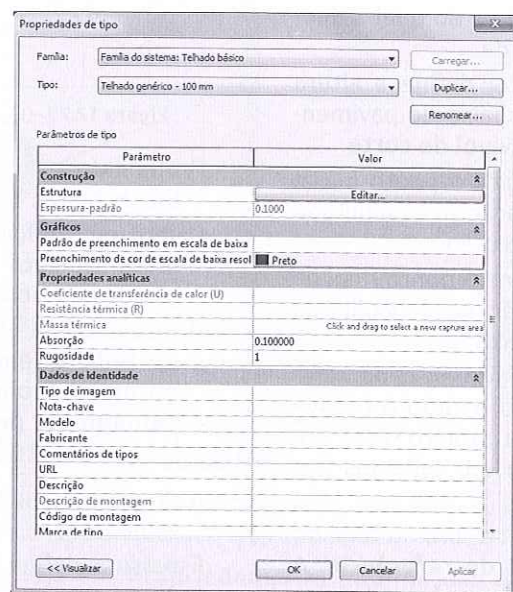 Propriedades de tipo
Família: Família do sistema: Telhado básico Carregar...
Tipo: Telhado genérico - 100 mm Duplicar...
Renomear...
Parâmetros de tipo
Parâmetro Valor
Construção
Estrutura Editar...
Espessura-padrão 0.1000
Gráficos
Padrão de preenchimento em escala de baixa
Preenchimento de cor de escala de baixa resol Preto
Propriedades analíticas
Coeficiente de transferência de calor (U)
Resistência térmica (R)
Massa térmica Click and drag to select a new capture area
Absorção 0.100000
Rugosidade 1
Dados de identidade
Tipo de imagem
Nota-chave
Modelo
Fabricante
Comentários de tipos
URL
Descrição
Descrição de montagem
Código de montagem
Marca de tipo
<< Visualizar OK Cancelar Aplicar